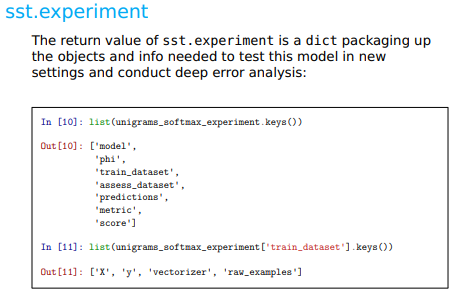 sst.experiment
The return value of sst.experiment is a dict packaging up
the objects and info needed to test this model in new
settings and conduct deep error analysis:
In [10]: list(unigrams_softmax_experiment.keys())
Out[10]: ['model',
'phi',
'train_dataset',
'assess_dataset',
'predictions',
'metric',
'score']
In [11]: list(unigrams_softmax_experiment['train_dataset'].keys())
Out[11]: ['X', 'y', 'vectorizer', 'raw_examples']